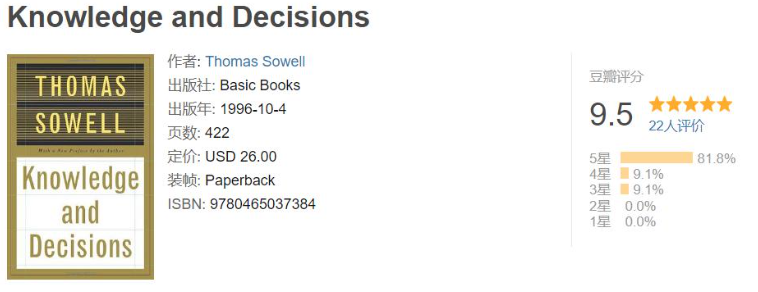 Knowledge and Decisions
THOMAS
SOWELL
With a New Preface by the Author
Knowledge
and
Decisions
作者: Thomas Sowell
出版社: Basic Books
出版年: 1996-10-4
页数: 422
定价: USD 26.00
装帧: Paperback
ISBN: 9780465037384
豆瓣评分
9.5
22人评价
5星 81.8%
4星 9.1%
3星 9.1%
2星 0.0%
1星 0.0%